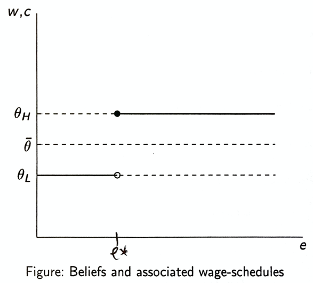 w,c
θ_H
θ̄
θ_L
e*
e
Figure: Beliefs and associated wage-schedules